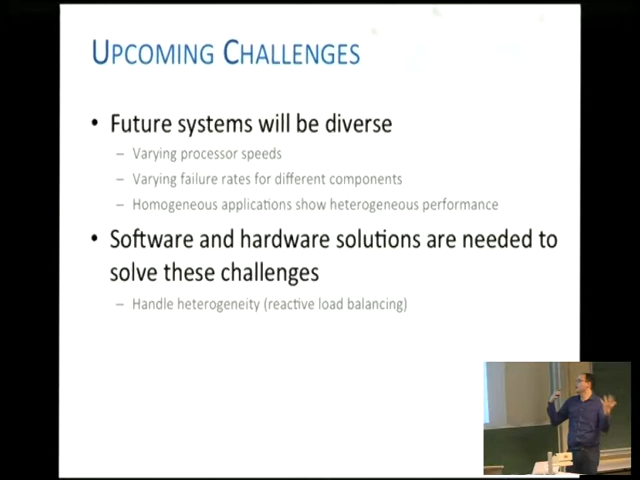 UPCOMING CHALLENGES
• Future systems will be diverse
– Varying processor speeds
– Varying failure rates for different components
– Homogeneous applications show heterogeneous performance
• Software and hardware solutions are needed to
solve these challenges
– Handle heterogeneity (reactive load balancing)